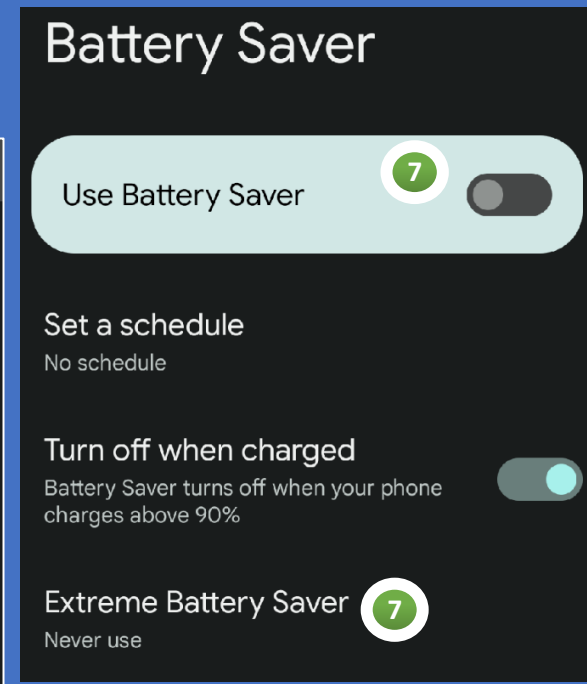 Battery Saver
Use Battery Saver
7
Set a schedule
No schedule
Turn off when charged
Battery Saver turns off when your phone
charges above 90%
Extreme Battery Saver
7
Never use